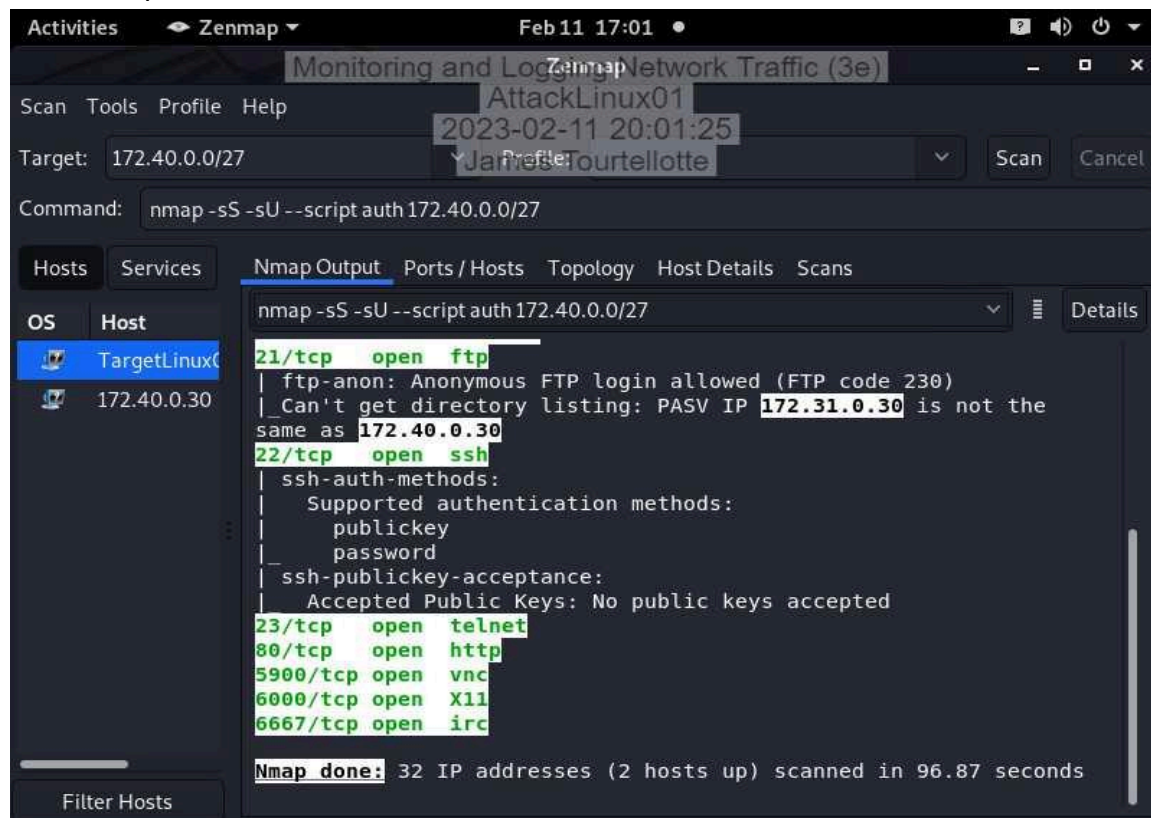 Activities Zenmap Feb 11 17:01
Monitoring and Logging Network Traffic (3e)
Zenmap
AttackLinux01
2023-02-11 20:01:25
James Tourtellotte
Scan Tools Profile Help
Target: 172.40.0.0/27 Profile: Scan Cancel
Command: nmap -sS -sU --script auth 172.40.0.0/27
Hosts Services Nmap Output Ports / Hosts Topology Host Details Scans
nmap -sS -sU --script auth 172.40.0.0/27 Details
OS Host
TargetLinux
172.40.0.30
21/tcp open ftp
| ftp-anon: Anonymous FTP login allowed (FTP code 230)
|_Can't get directory listing: PASV IP 172.31.0.30 is not the
same as 172.40.0.30
22/tcp open ssh
| ssh-auth-methods:
|   Supported authentication methods:
|     publickey
|_    password
| ssh-publickey-acceptance:
|_  Accepted Public Keys: No public keys accepted
23/tcp open telnet
80/tcp open http
5900/tcp open vnc
6000/tcp open X11
6667/tcp open irc
Nmap done: 32 IP addresses (2 hosts up) scanned in 96.87 seconds
Filter Hosts